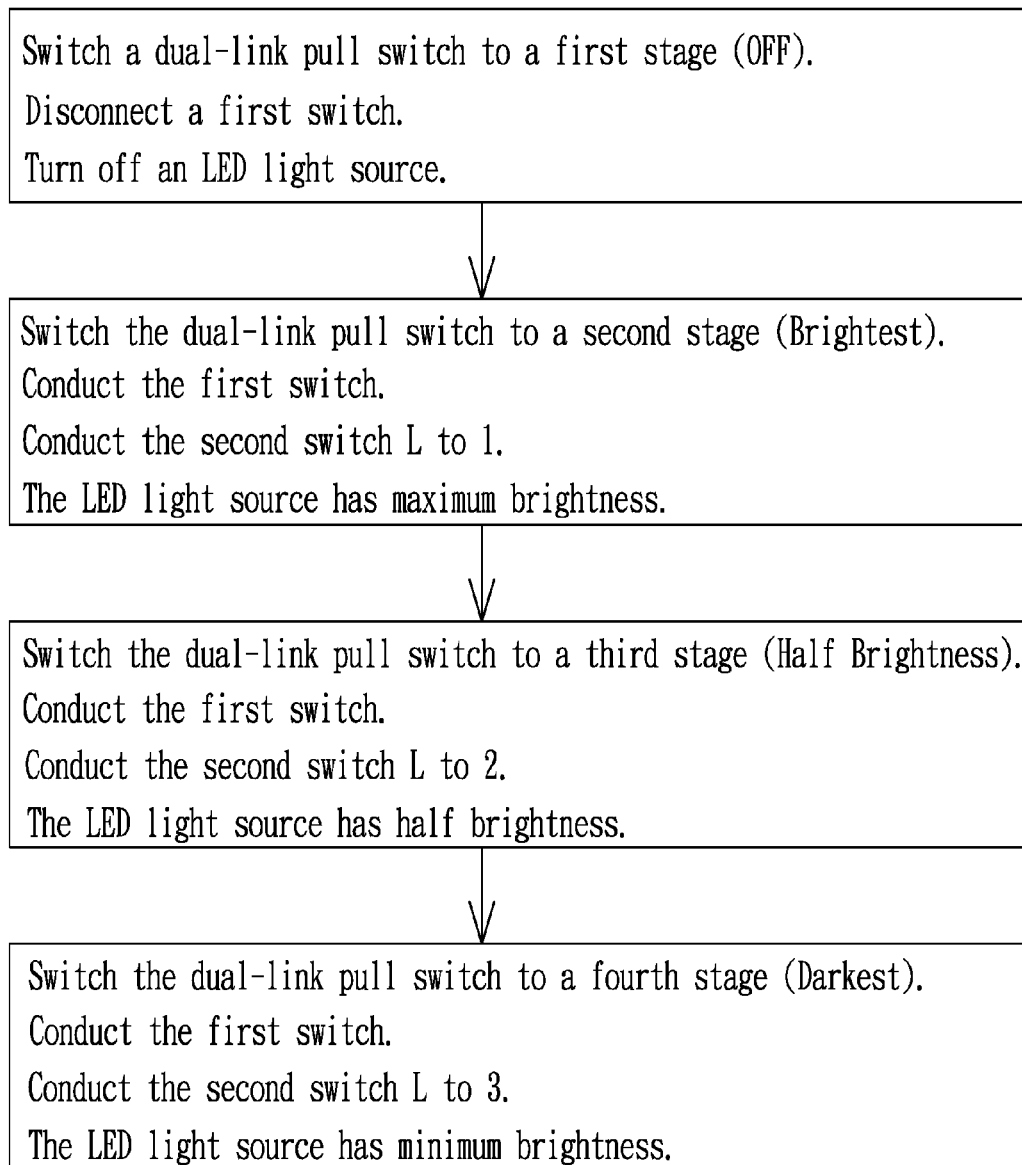 Switch a dual-link pull switch to a first stage (OFF).
Disconnect a first switch.
Turn off an LED light source.
Switch the dual-link pull switch to a second stage (Brightest).
Conduct the first switch.
Conduct the second switch L to 1.
The LED light source has maximum brightness.
Switch the dual-link pull switch to a third stage (Half Brightness).
Conduct the first switch.
Conduct the second switch L to 2.
The LED light source has half brightness.
Switch the dual-link pull switch to a fourth stage (Darkest).
Conduct the first switch.
Conduct the second switch L to 3.
The LED light source has minimum brightness.